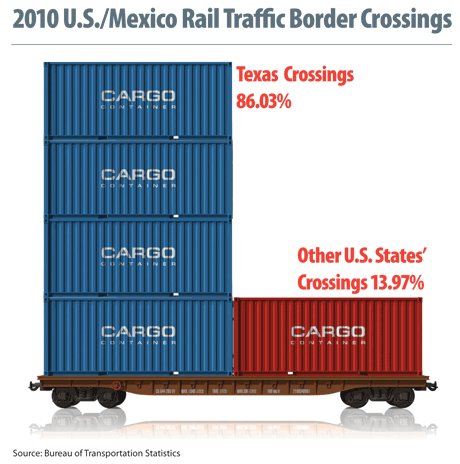 2010 U.S./Mexico Rail Traffic Border Crossings
Texas Crossings
86.03%
CARGO
CONTAINER
CARGO
CONTAINER
CARGO
CONTAINER
Other U.S. States'
Crossings 13.97%
CARGO
CONTAINER
CARGO
CONTAINER
Source: Bureau of Transportation Statistics